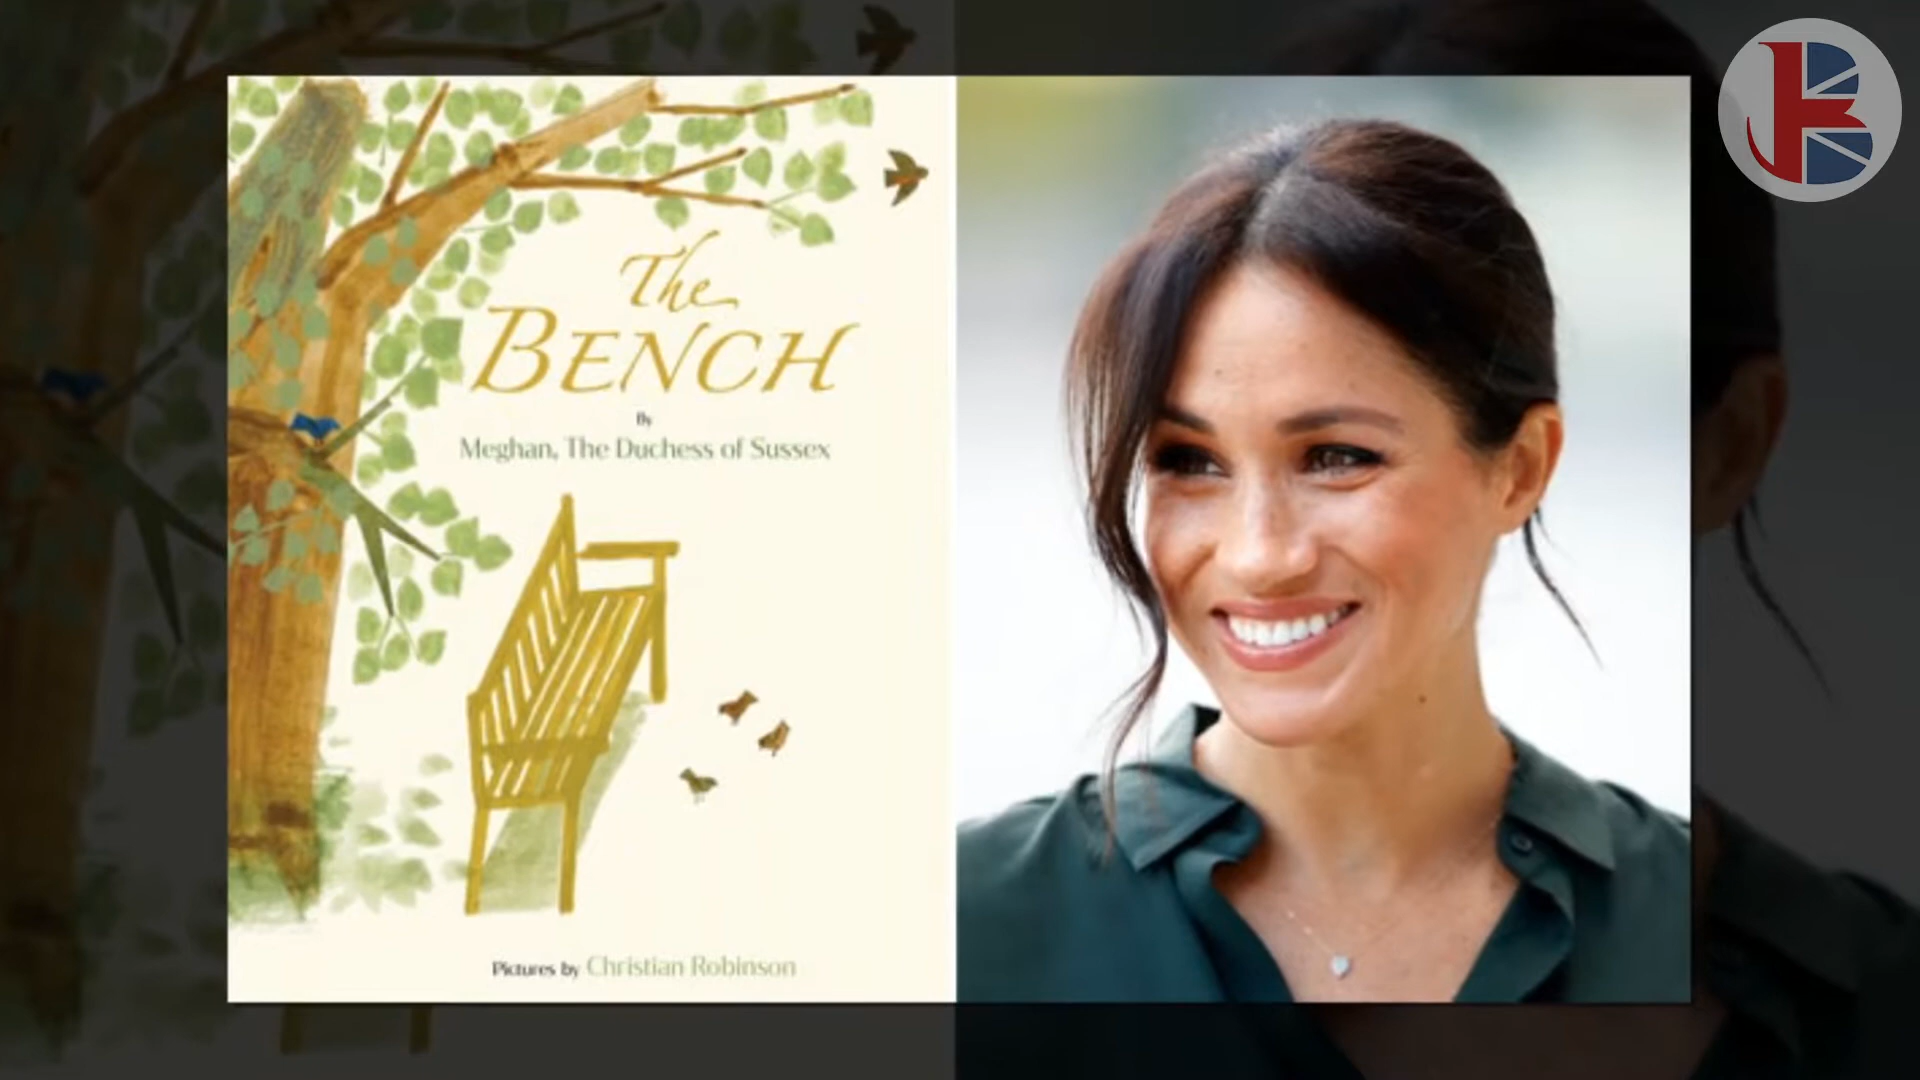 The
BENCH
By
Meghan, The Duchess of Sussex
Pictures by Christian Robinson